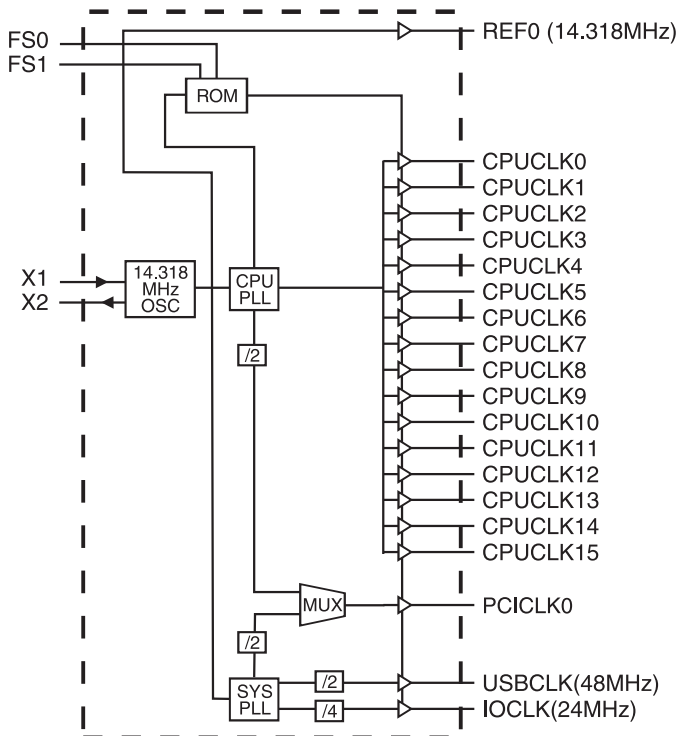 REF0 (14.318MHz)
FS0
FS1
ROM
CPUCLK0
CPUCLK1
CPUCLK2
CPUCLK3
CPUCLK4
CPUCLK5
CPUCLK6
CPUCLK7
CPUCLK8
CPUCLK9
CPUCLK10
CPUCLK11
CPUCLK12
CPUCLK13
CPUCLK14
CPUCLK15
X1
X2
14.318
MHz
OSC
CPU
PLL
/2
MUX
PCICLK0
/2
SYS
PLL
/2
USBCLK(48MHz)
/4
IOCLK(24MHz)